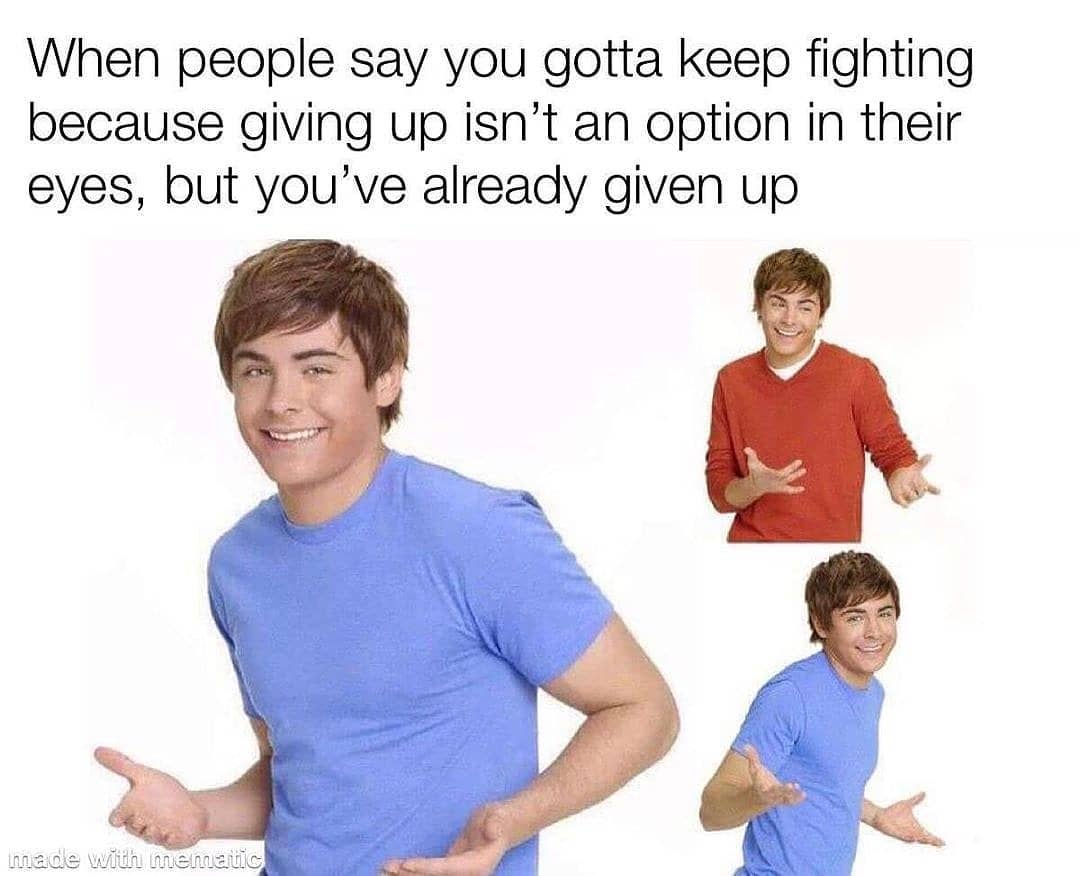 When people say you gotta keep fighting
because giving up isn’t an option in their
eyes, but you’ve already given up
made with mematic